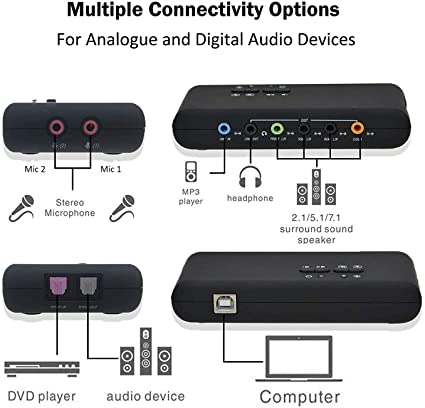 Multiple Connectivity Options
For Analogue and Digital Audio Devices
Mic 2
Mic 1
Stereo
Microphone
OUT
MP3
player
headphone
2.1/5.1/7.1
surround sound
speaker
DVD player
audio device
Computer